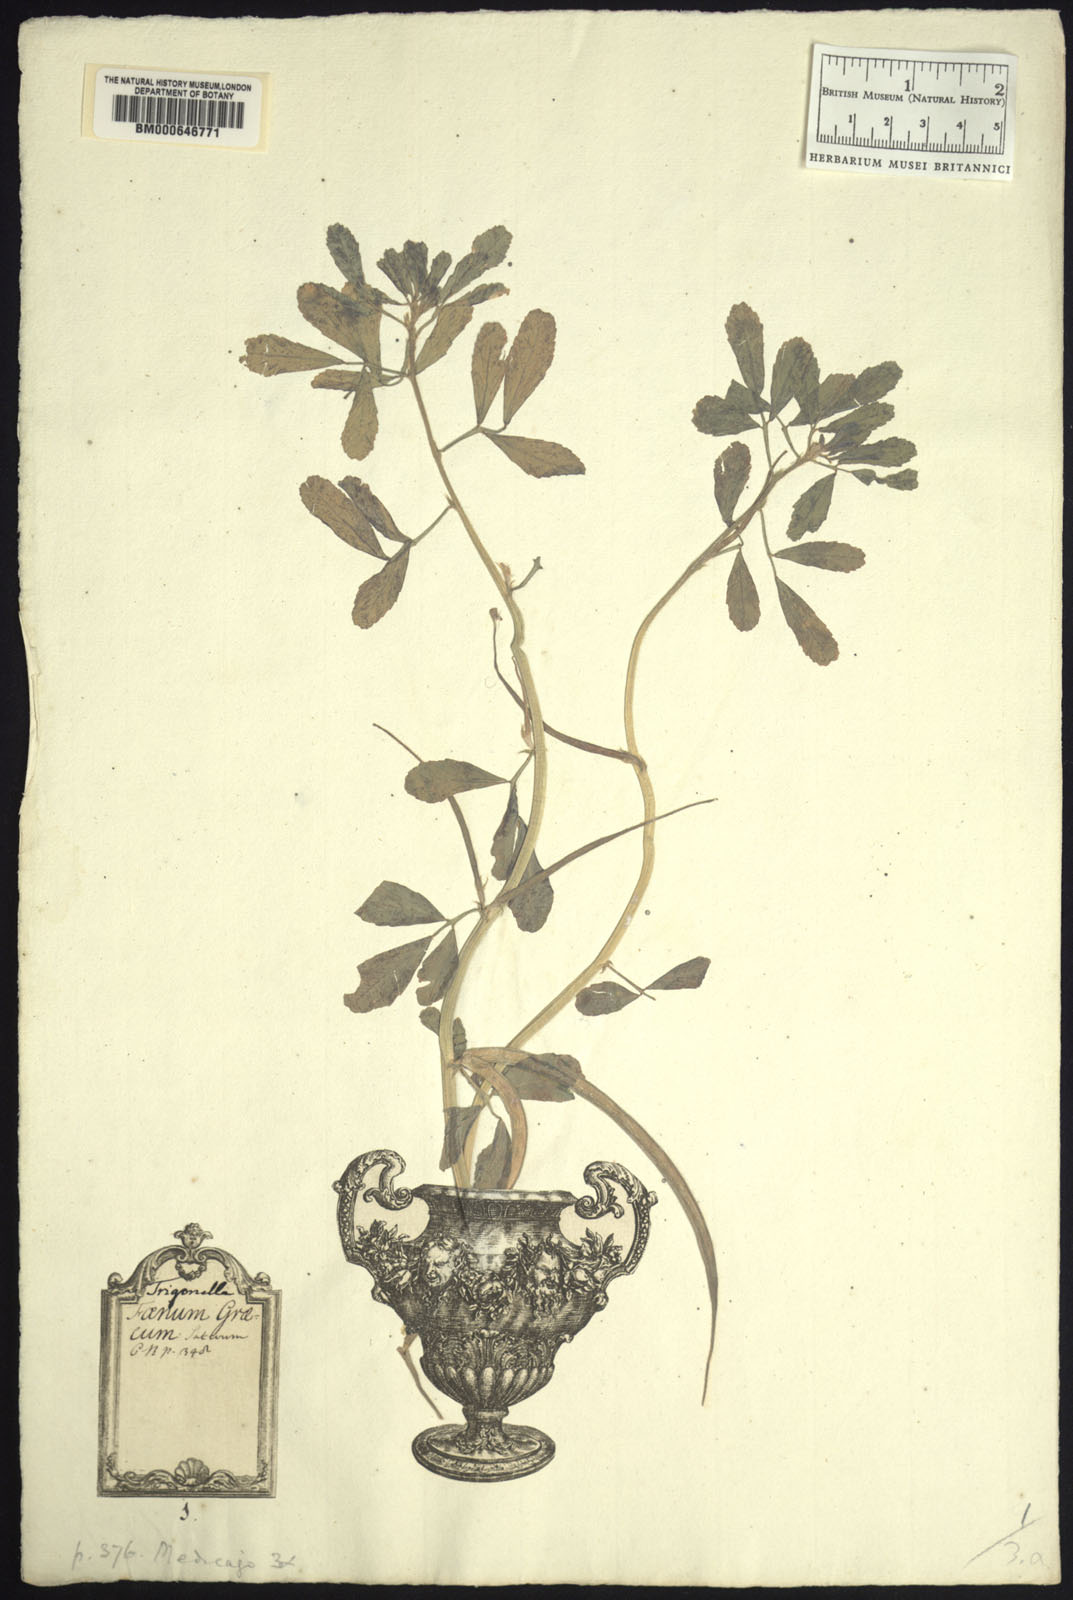 THE NATURAL HISTORY MUSEUM, LONDON
DEPARTMENT OF BOTANY
BM000646771
1 2
BRITISH MUSEUM (NATURAL HISTORY)
1 2 3 4 5
HERBARIUM MUSEI BRITANNICI
Trigonella
Fœnum Græ-
cum sativum
C·B p. 348
p. 376. Medicago 3
1
3.a